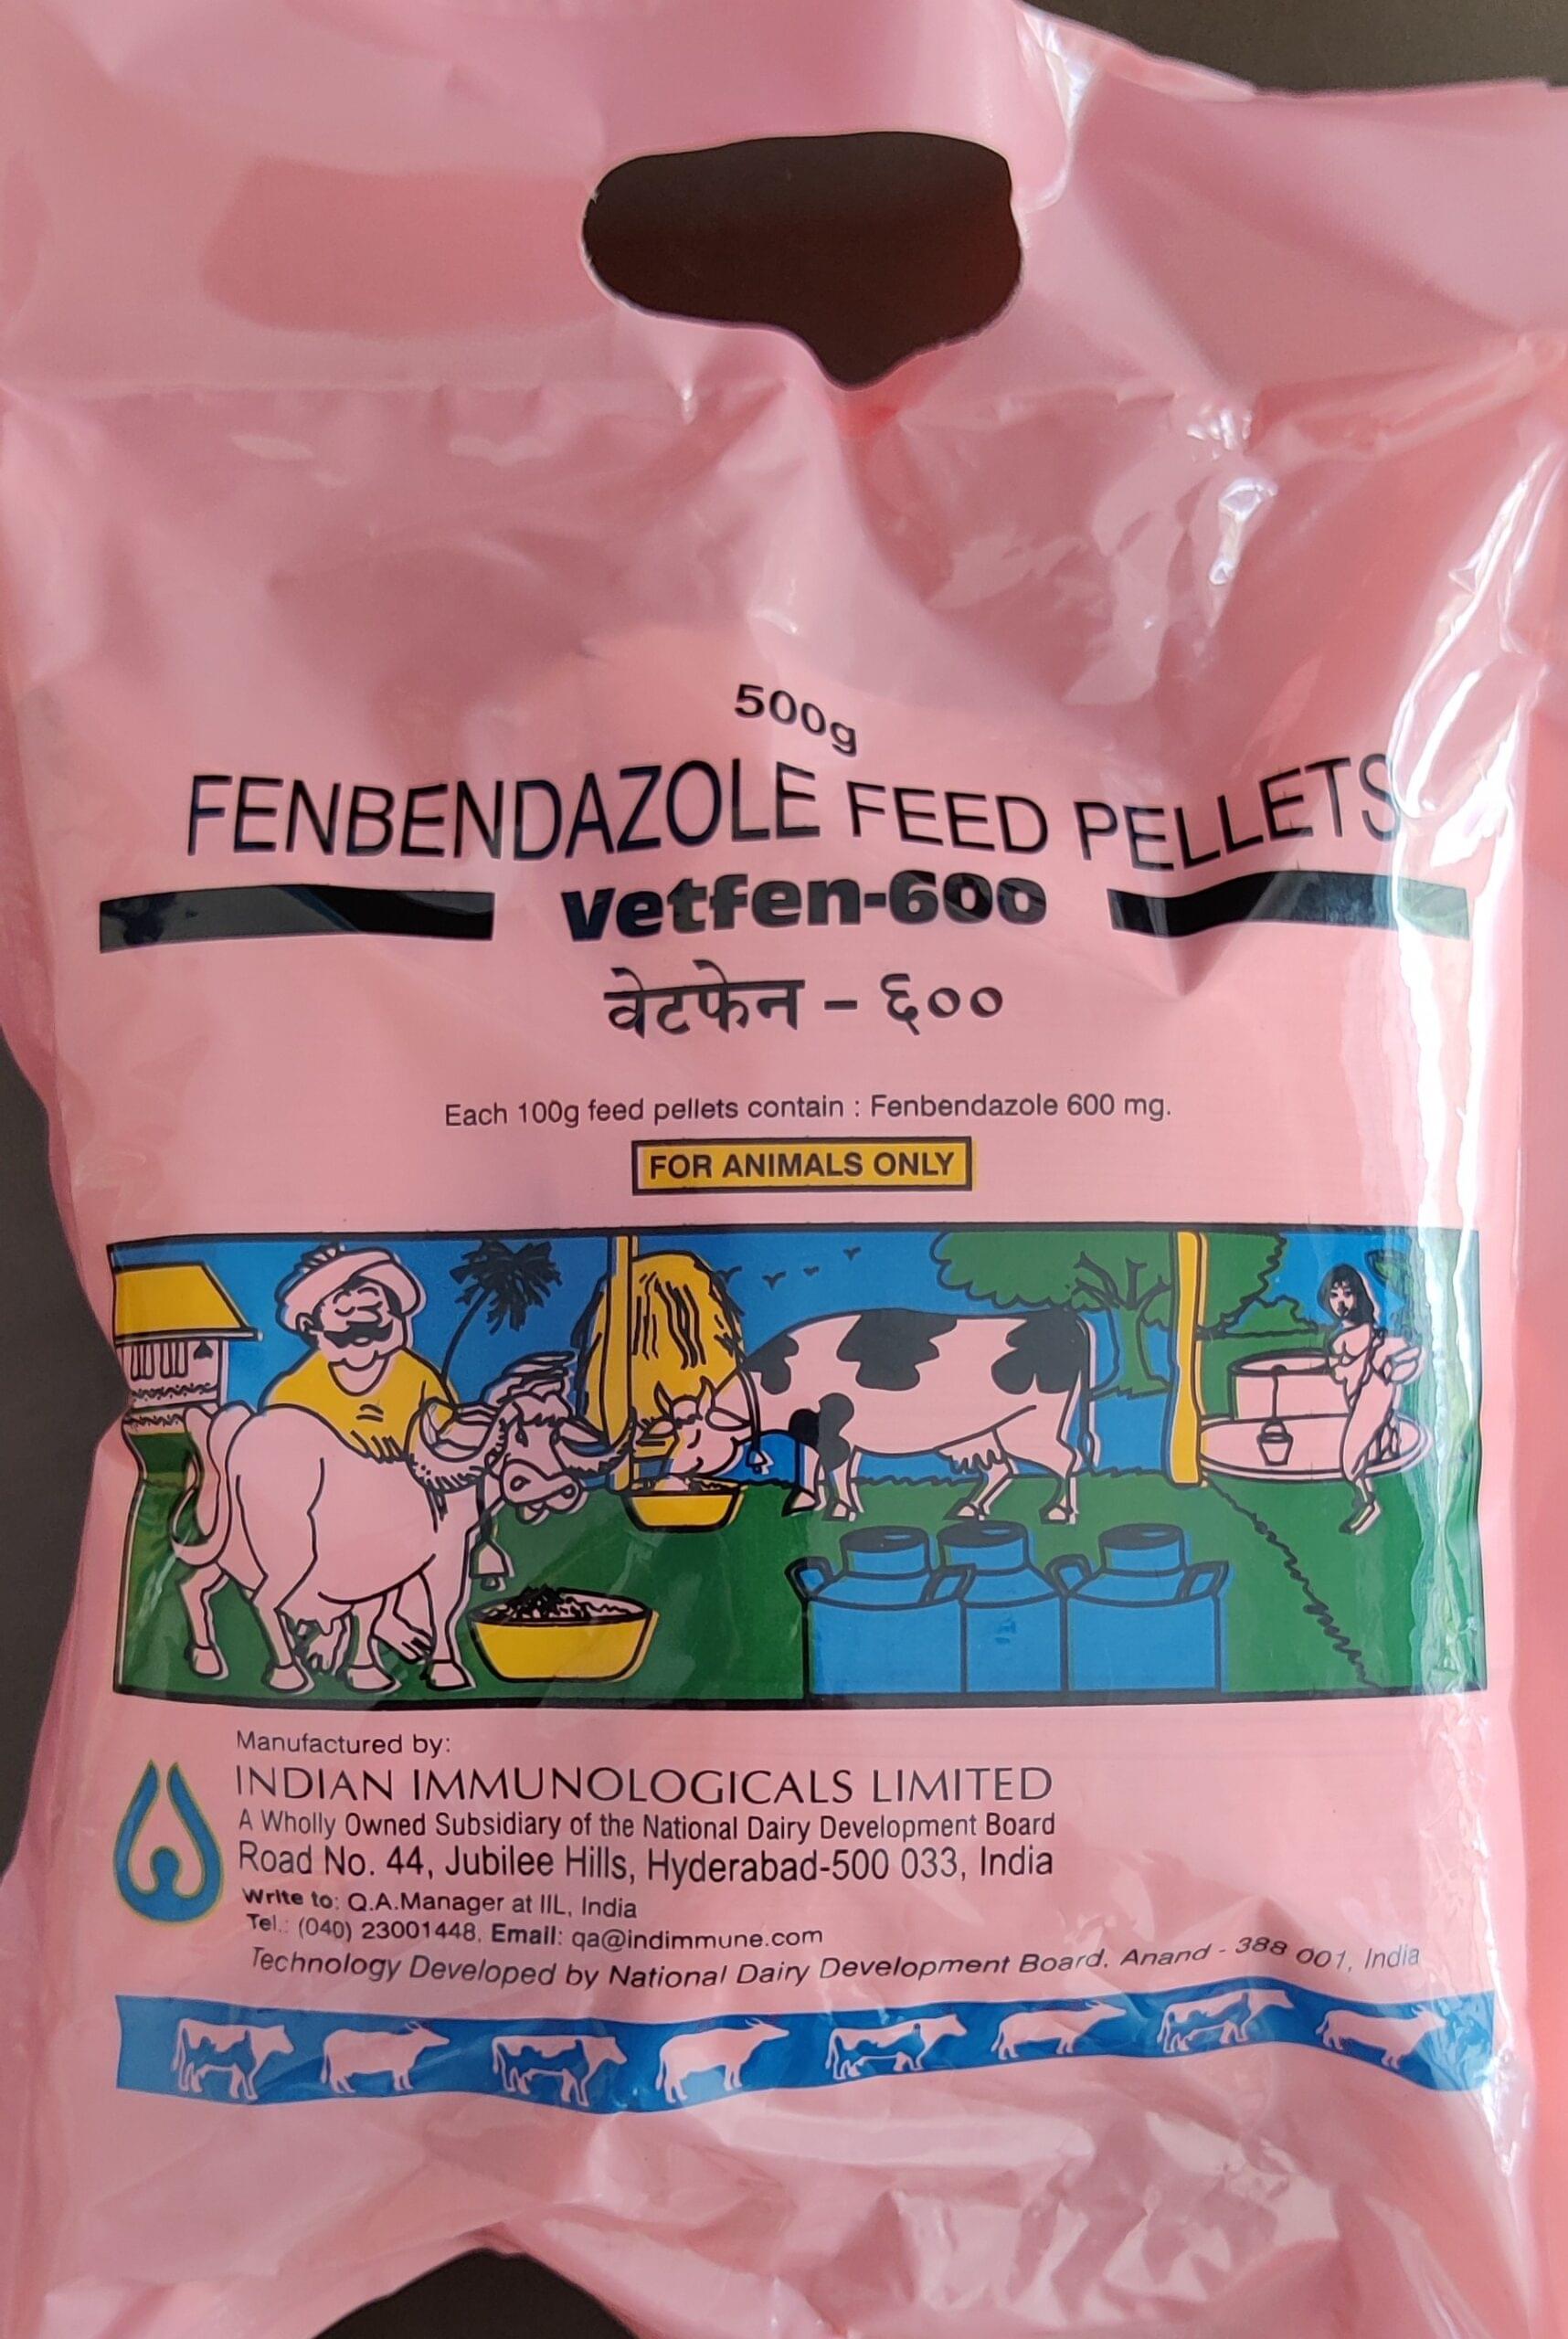 500g
FENBENDAZOLE FEED PELLETS
Vetfen-600
वेटफेन – ६००
Each 100g feed pellets contain : Fenbendazole 600 mg.
FOR ANIMALS ONLY
Manufactured by:
INDIAN IMMUNOLOGICALS LIMITED
A Wholly Owned Subsidiary of the National Dairy Development Board
Road No. 44, Jubilee Hills, Hyderabad-500 033, India
Write to: Q.A.Manager at IIL, India
Tel.: (040) 23001448, Email: qa@indimmune.com
Technology Developed by National Dairy Development Board, Anand - 388 001, India